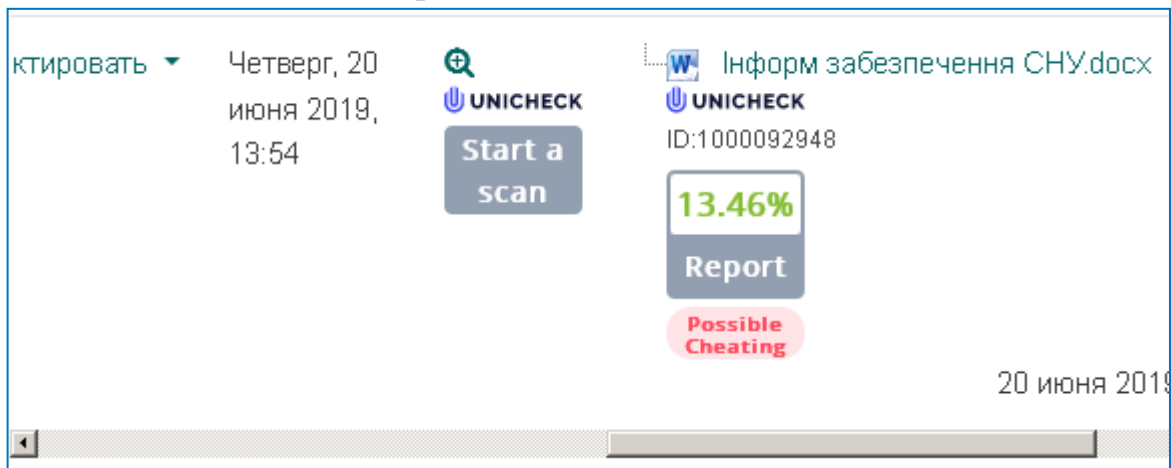 ктировать
Четверг, 20
июня 2019,
13:54
UNICHECK
Start a
scan
Інформ забезпечення СНУ.docx
UNICHECK
ID:1000092948
13.46%
Report
Possible
Cheating
20 июня 2019